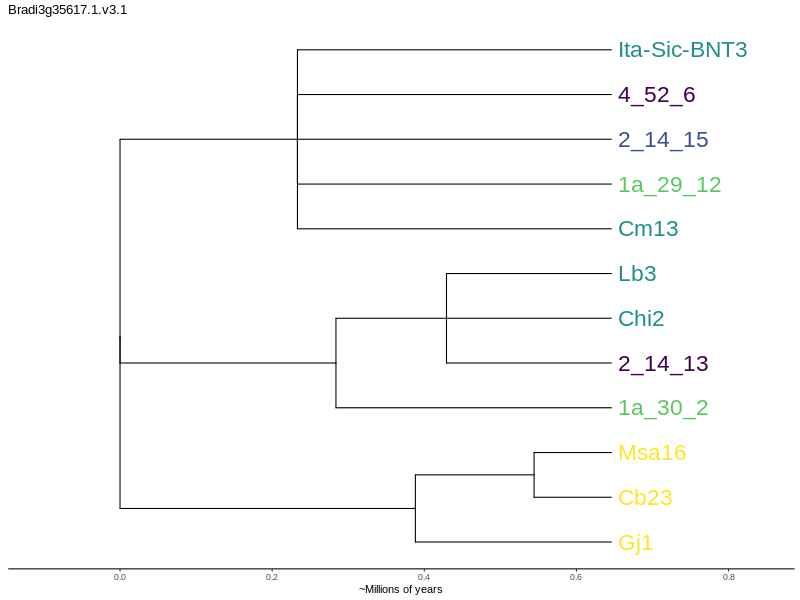 Bradi3g35617.1.v3.1
Ita-Sic-BNT3
4_52_6
2_14_15
1a_29_12
Cm13
Lb3
Chi2
2_14_13
1a_30_2
Msa16
Cb23
Gj1
0.0 0.2 0.4 0.6 0.8
~Millions of years